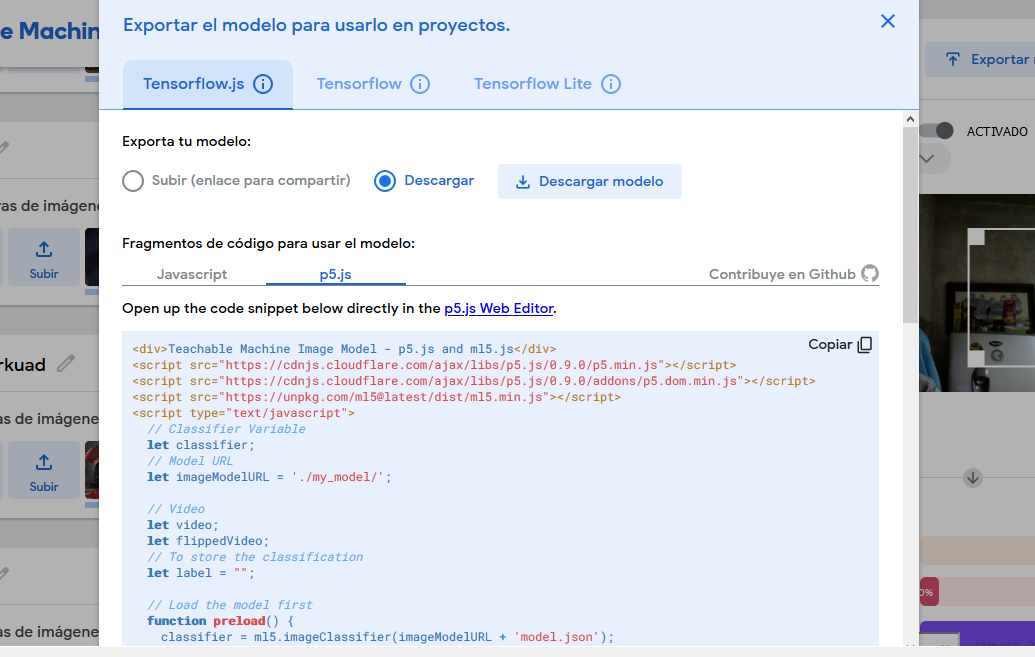 Exportar el modelo para usarlo en proyectos.
e Machin
Tensorflow.js
Tensorflow
Tensorflow Lite
Exportar
ACTIVADO
Exporta tu modelo:
Subir (enlace para compartir)
Descargar
Descargar modelo
as de imágene
Subir
Fragmentos de código para usar el modelo:
Javascript
p5.js
Contribuye en Github
Open up the code snippet below directly in the p5.js Web Editor.
Copiar
<div>Teachable Machine Image Model - p5.js and ml5.js</div>
<script src="https://cdnjs.cloudflare.com/ajax/libs/p5.js/0.9.0/p5.min.js"></script>
<script src="https://cdnjs.cloudflare.com/ajax/libs/p5.js/0.9.0/addons/p5.dom.min.js"></script>
<script src="https://unpkg.com/ml5@latest/dist/ml5.min.js"></script>
<script type="text/javascript">
// Classifier Variable
let classifier;
// Model URL
let imageModelURL = './my_model/';
// Video
let video;
let flippedVideo;
// To store the classification
let label = "";
// Load the model first
function preload() {
classifier = ml5.imageClassifier(imageModelURL + 'model.json');
rkuad
as de imágene
Subir
as de imágene
0%